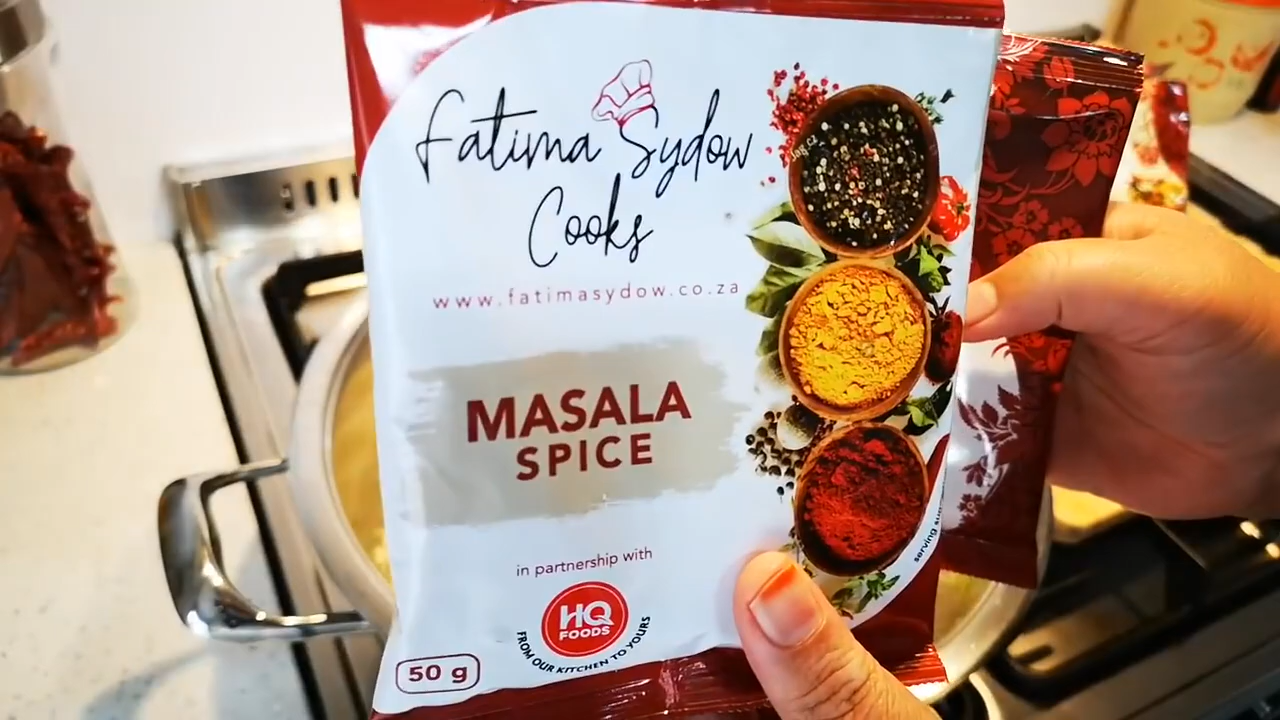 Fatima Sydow
Cooks
www.fatimasydow.co.za
MASALA
SPICE
in partnership with
HQ
FOODS
FROM OUR KITCHEN TO YOURS
50 g
serving